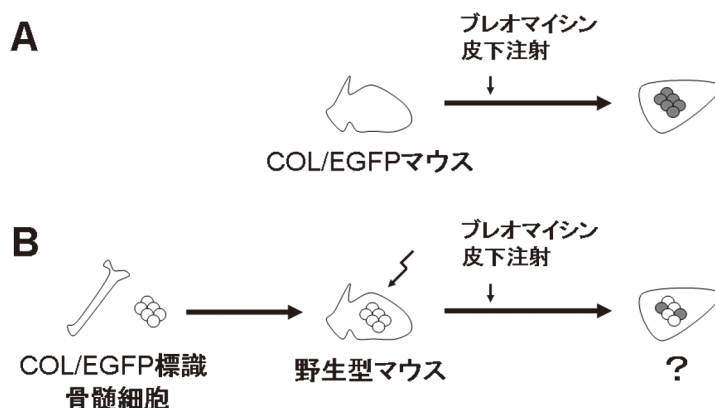 A
ブレオマイシン
皮下注射
COL/EGFPマウス
B
ブレオマイシン
皮下注射
COL/EGFP標識
骨髄細胞
野生型マウス
?